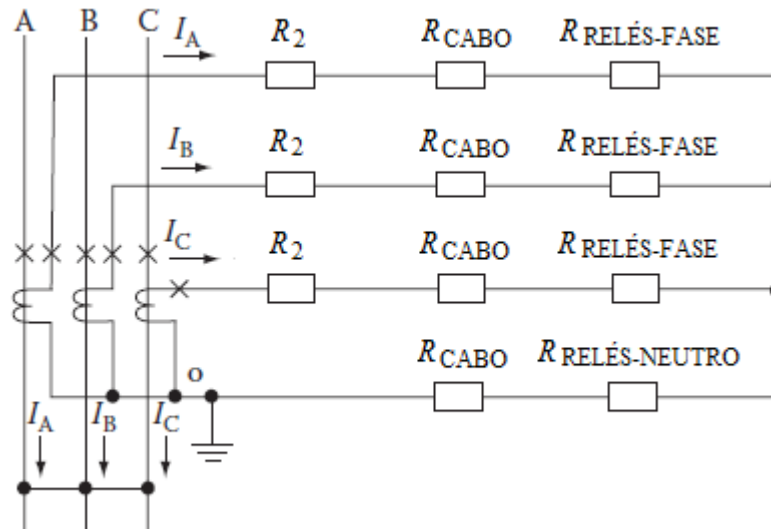 A B C
I_A R_2 R_CABO R_RELÉS-FASE
I_B R_2 R_CABO R_RELÉS-FASE
I_C R_2 R_CABO R_RELÉS-FASE
R_CABO R_RELÉS-NEUTRO
o
I_A I_B I_C